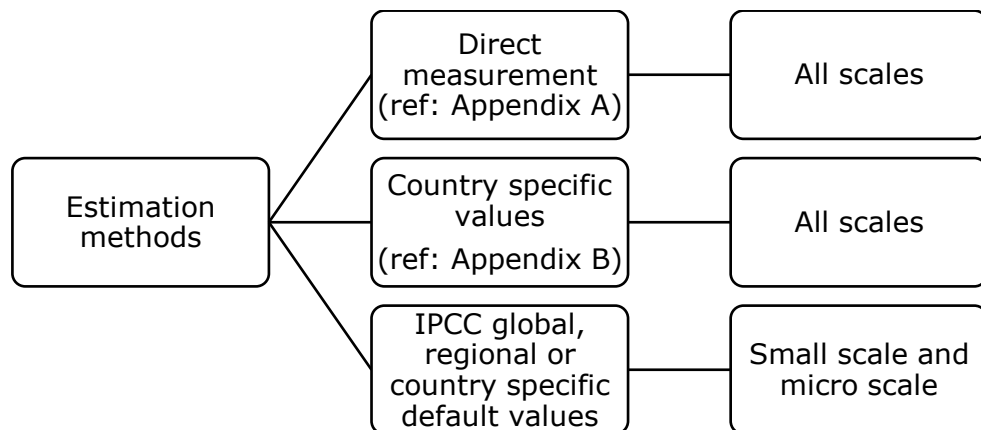 Estimation
methods
Direct
measurement
(ref: Appendix A)
All scales
Country specific
values
(ref: Appendix B)
All scales
IPCC global,
regional or
country specific
default values
Small scale and
micro scale